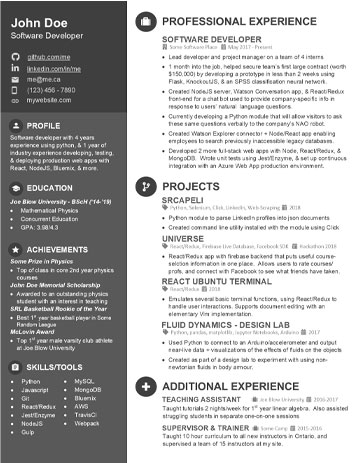 John Doe
Software Developer
github.com/me
linkedin.com/in/me
me@me.ca
(123) 456 - 7890
mywebsite.com
PROFILE
Software developer with 4 years
experience using python, & 1 year of
industry experience developing, testing,
& deploying production web apps with
React, NodeJS, Bluemix, & more.
EDUCATION
Joe Blow University - BScH ('14-'19)
Mathematical Physics
Concurrent Education
GPA: 3.98/4.3
ACHIEVEMENTS
Some Prize in Physics
Top of class in core 2nd year physics
courses
John Doe Memorial Scholarship
Awarded to an outstanding physics
student with an interest in teaching
SRL Basketball Rookie of the Year
Best 1st year basketball player in Some
Random League
McLovin Award
Top 1st year male varsity club athlete
at Joe Blow University
SKILLS/TOOLS
Python
Javascript
Git
React/Redux
Jest/Enzyme
NodeJS
Gulp
MySQL
MongoDB
Bluemix
AWS
TravisCI
Webpack
PROFESSIONAL EXPERIENCE
SOFTWARE DEVELOPER
Some Software Place May 2017 - Present
Lead developer and project manager on a team of 4 interns
1 month into the job, helped secure team's first large contract (worth
$150,000) by developing a prototype in less than 2 weeks using
Flask, KnockoutJS, & an SPSS classification neural network.
Created NodeJS server, Watson Conversation app, & React/Redux
front-end for a chat bot used to provide school-specific information
in response to users' natural language questions.
Currently developing a Python module that will allow visitors to ask
these same questions verbally to the company's NAO robot.
Created Watson Explorer connector + Node/React app enabling
employees to search previously inaccessible legacy databases.
Developed 2 more full-stack web apps with NodeJS, React/Redux, &
MongoDB. Wrote unit tests using Jest/Enzyme, & set up continuous
integration with an Azure Web App production environment.
PROJECTS
SRCAPELI
Python, Selenium, Click, LinkedIn, Web-Scraping 2018
Python module to parse LinkedIn profiles into json documents
Created command line utility installed with the module using Click
UNIVERSE
React/Redux, Firebase Live Database, Facebook SDK Hackathon 2018
React/Redux app with firebase backend that puts useful course-
selection information in one place. Allows users to rate courses/
profs, and connect with Facebook to see what friends have taken.
REACT UBUNTU TERMINAL
React/Redux 2018
Emulates several basic terminal functions, using React/Redux to
handle user interactions. Supports document editing with an
elementary Vim implementation.
FLUID DYNAMICS - DESIGN LAB
Python, pandas, matplotlib, Jupyter Notebooks, Arduino 2017
Used Python to connect to an Arduino/accelerometer and output
near-live data = visualizations of the effects of fluids on the objects
Created as part of a design lab to experiment with using non-
newtonian fluids in body armour.
ADDITIONAL EXPERIENCE
TEACHING ASSISTANT Joe Blow University 2016-2017
Taught tutorials 2 nights/week for 1st year linear algebra. Also assisted
struggling students in separate one-on-one sessions
SUPERVISOR & TRAINER Some Camp 2015-2016
Taught 10 hour curriculum to all new instructors in Ontario, and
supervised a team of 15 instructors at my site.